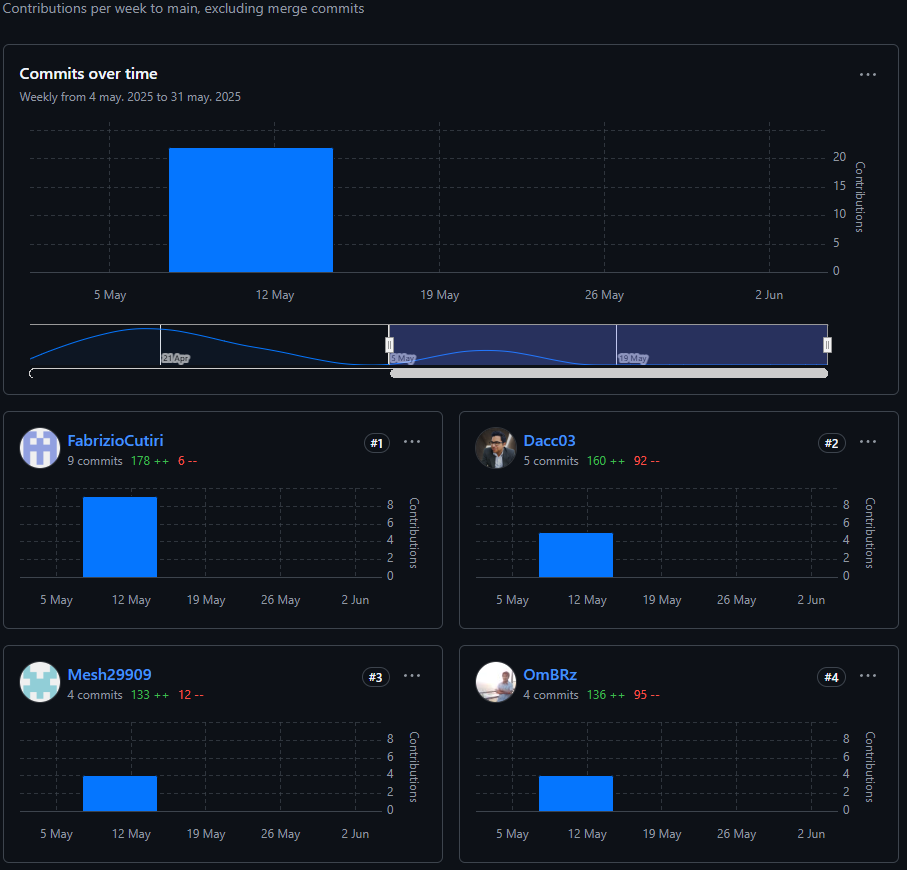 Contributions per week to main, excluding merge commits
Commits over time
Weekly from 4 may. 2025 to 31 may. 2025
20
15
10
5
0
Contributions
5 May
12 May
19 May
26 May
2 Jun
21 Apr
5 May
19 May
FabrizioCutiri
#1
9 commits 178 ++ 6 --
8
6
4
2
0
Contributions
5 May
12 May
19 May
26 May
2 Jun
Dacc03
#2
5 commits 160 ++ 92 --
8
6
4
2
0
Contributions
5 May
12 May
19 May
26 May
2 Jun
Mesh29909
#3
4 commits 133 ++ 12 --
8
6
4
2
0
Contributions
5 May
12 May
19 May
26 May
2 Jun
OmBRz
#4
4 commits 136 ++ 95 --
8
6
4
2
0
Contributions
5 May
12 May
19 May
26 May
2 Jun